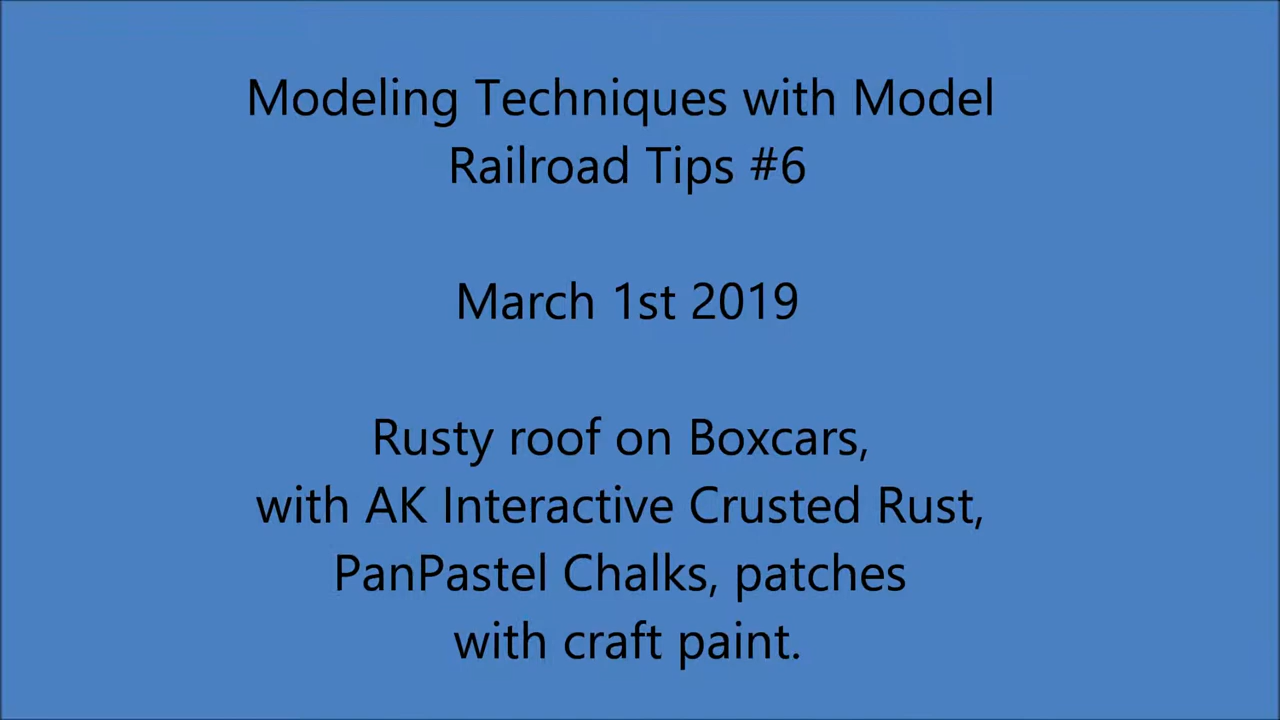 Modeling Techniques with Model
Railroad Tips #6
March 1st 2019
Rusty roof on Boxcars,
with AK Interactive Crusted Rust,
PanPastel Chalks, patches
with craft paint.